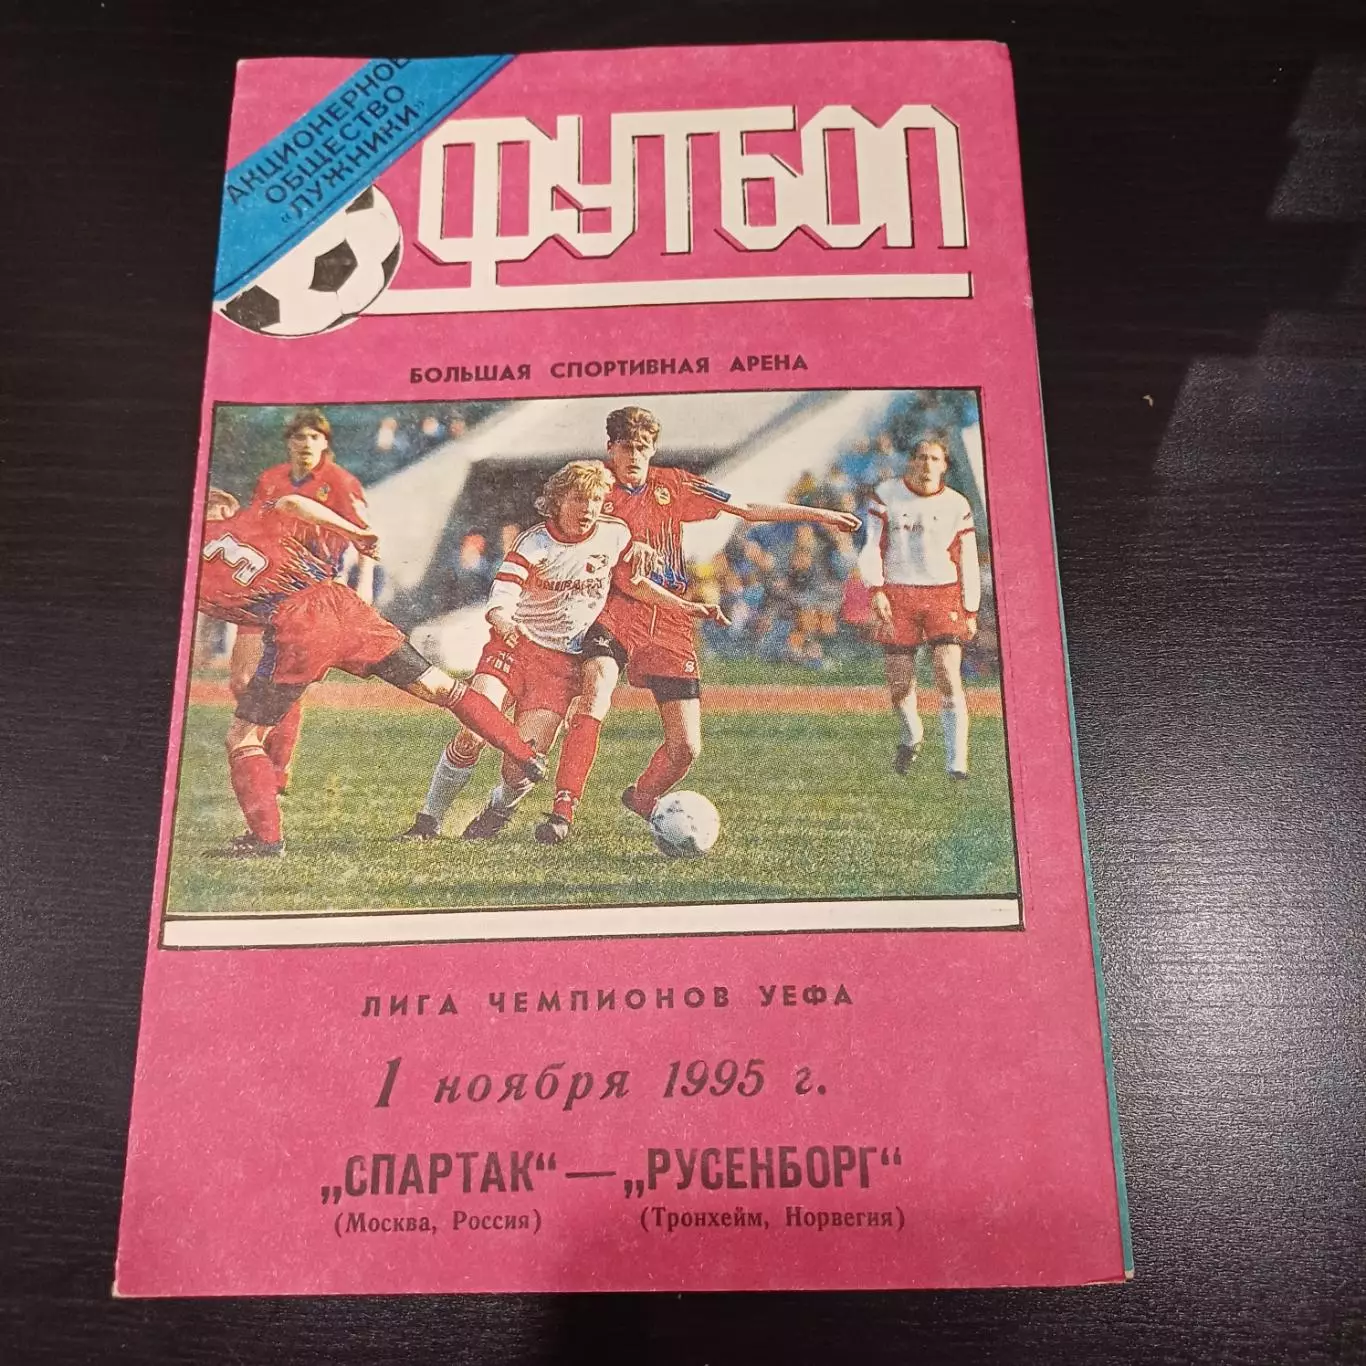 АКЦИОНЕРНОЕ
ОБЩЕСТВО
«ЛУЖНИКИ»
ФУТБОЛ
БОЛЬШАЯ СПОРТИВНАЯ АРЕНА
3
ЛИГА ЧЕМПИОНОВ УЕФА
1 ноября 1995 г.
„СПАРТАК“ — „РУСЕНБОРГ“
(Москва, Россия) (Тронхейм, Норвегия)